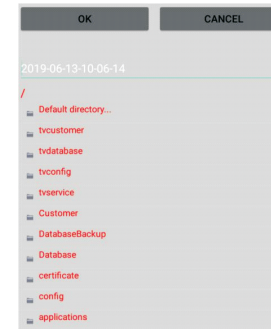 OK CANCEL
2019-06-13-10-06-14
/
Default directory...
tvcustomer
tvdatabase
tvconfig
tvservice
Customer
DatabaseBackup
Database
certificate
config
applications